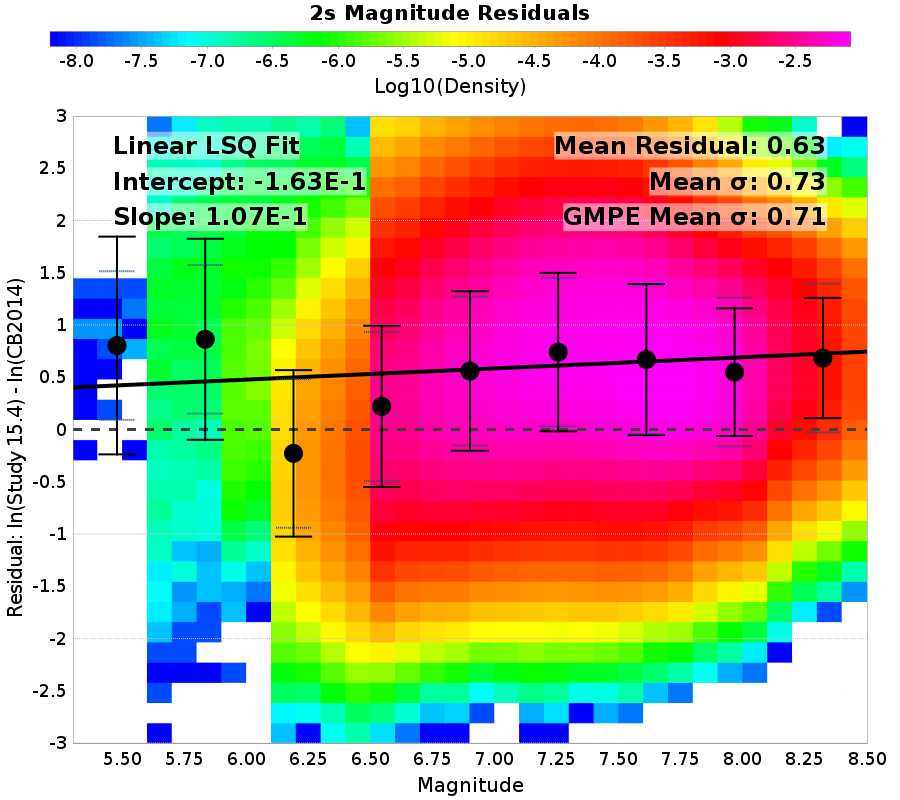 2s Magnitude Residuals
-8.0 -7.5 -7.0 -6.5 -6.0 -5.5 -5.0 -4.5 -4.0 -3.5 -3.0 -2.5
Log10(Density)
Linear LSQ Fit
Intercept: -1.63E-1
Slope: 1.07E-1
Mean Residual: 0.63
Mean σ: 0.73
GMPE Mean σ: 0.71
Residual: ln(Study 15.4) - ln(CB2014)
3
2.5
2
1.5
1
0.5
0
-0.5
-1
-1.5
-2
-2.5
-3
5.50 5.75 6.00 6.25 6.50 6.75 7.00 7.25 7.50 7.75 8.00 8.25 8.50
Magnitude